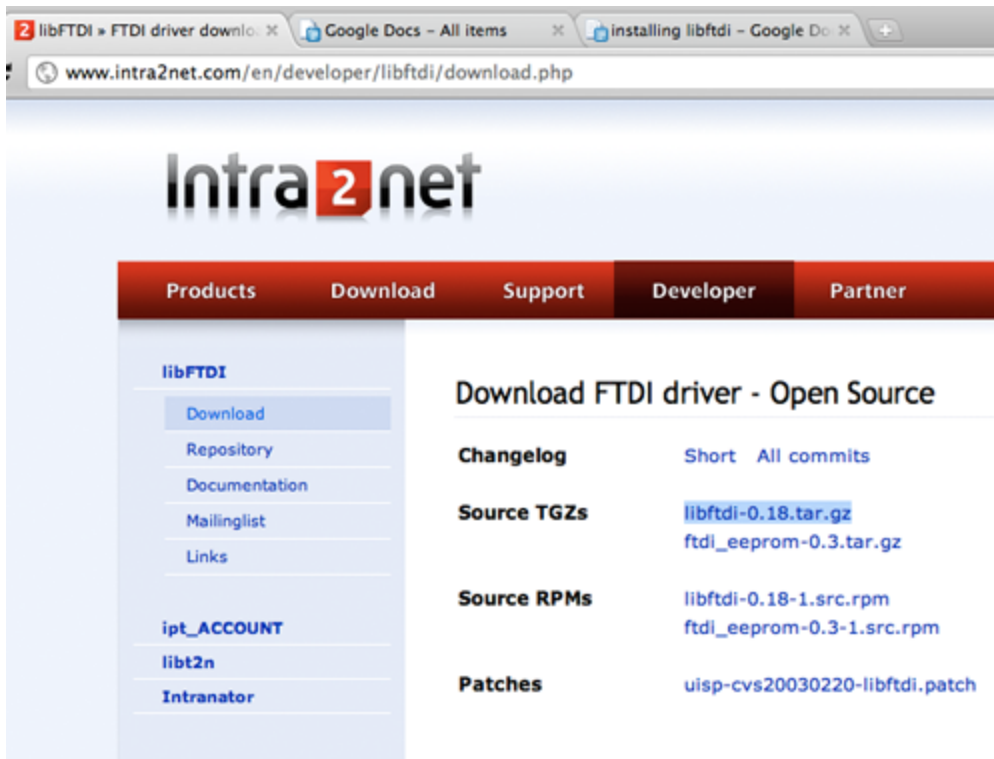 libFTDI » FTDI driver downlo
Google Docs – All items
installing libftdi – Google Do
www.intra2net.com/en/developer/libftdi/download.php
Intra2net
Products Download Support Developer Partner
libFTDI
Download
Repository
Documentation
Mailinglist
Links
ipt_ACCOUNT
libt2n
Intranator
Download FTDI driver - Open Source
Changelog Short All commits
Source TGZs libftdi-0.18.tar.gz
ftdi_eeprom-0.3.tar.gz
Source RPMs libftdi-0.18-1.src.rpm
ftdi_eeprom-0.3-1.src.rpm
Patches uisp-cvs20030220-libftdi.patch